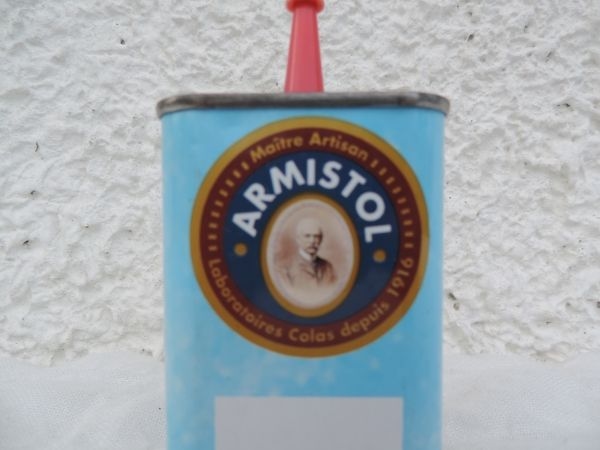 Maître Artisan
ARMISTOL
Laboratoires Colas depuis 1916